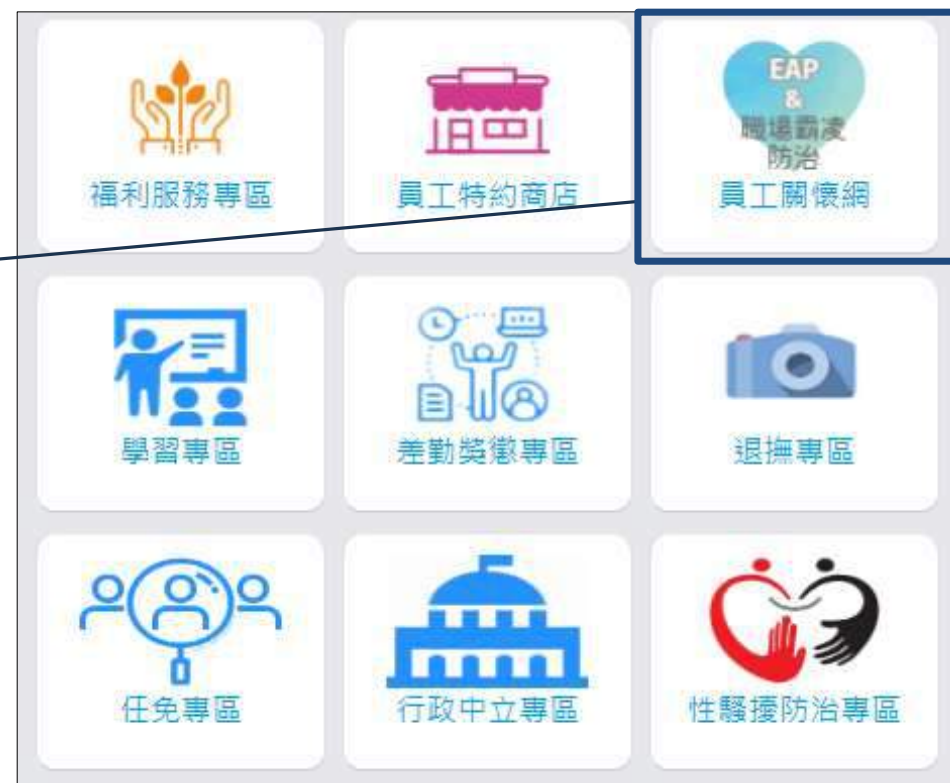 福利服務專區
員工特約商店
EAP
&
職場霸凌
防治
員工關懷網
學習專區
差勤獎懲專區
退撫專區
任免專區
行政中立專區
性騷擾防治專區